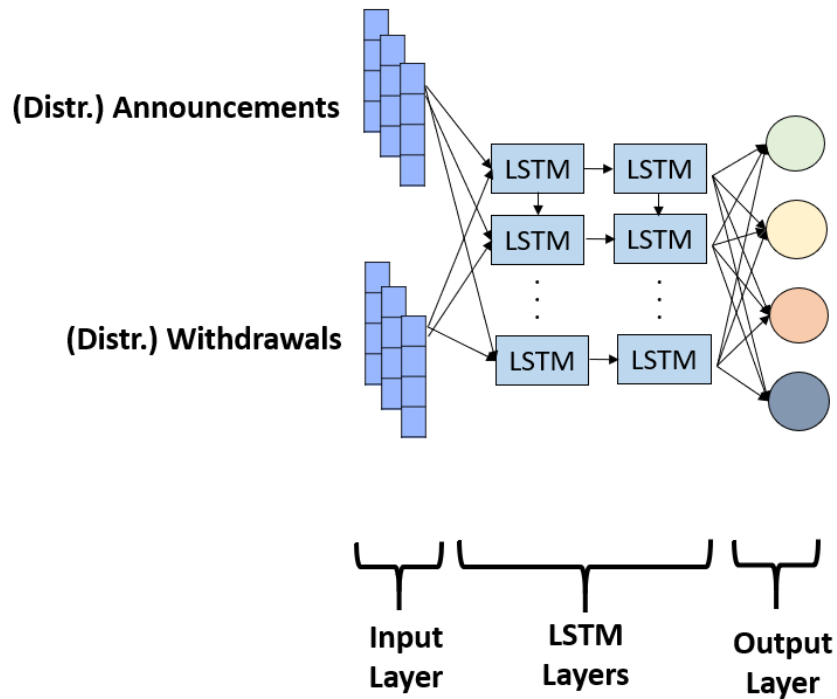 (Distr.) Announcements
LSTM LSTM
LSTM LSTM
(Distr.) Withdrawals
LSTM LSTM
Input
Layer
LSTM
Layers
Output
Layer